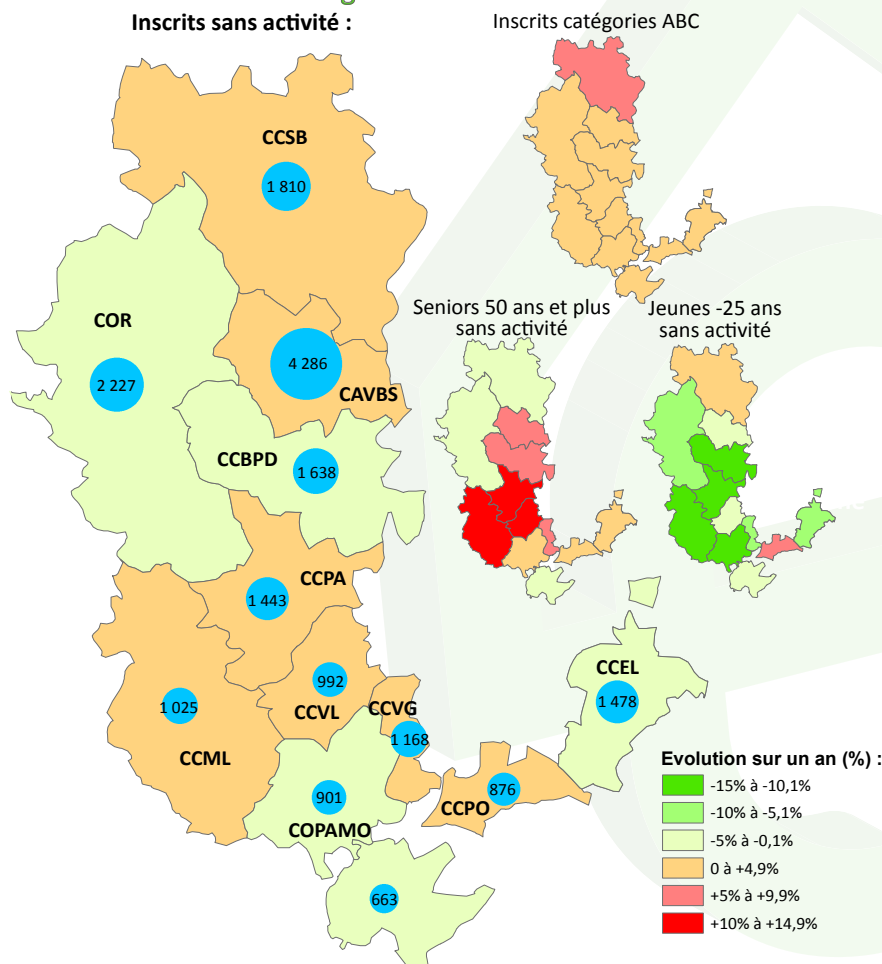 Inscrits sans activité :
Inscrits catégories ABC
CCSB
1 810
COR
2 227
4 286
CAVBS
CCBPD
1 638
CCPA
1 443
992
CCVL
CCVG
1 168
1 025
CCML
901
COPAMO
876
CCPO
CCEL
1 478
663
Seniors 50 ans et plus
sans activité
Jeunes -25 ans
sans activité
Evolution sur un an (%) :
-15% à -10,1%
-10% à -5,1%
-5% à -0,1%
0 à +4,9%
+5% à +9,9%
+10% à +14,9%